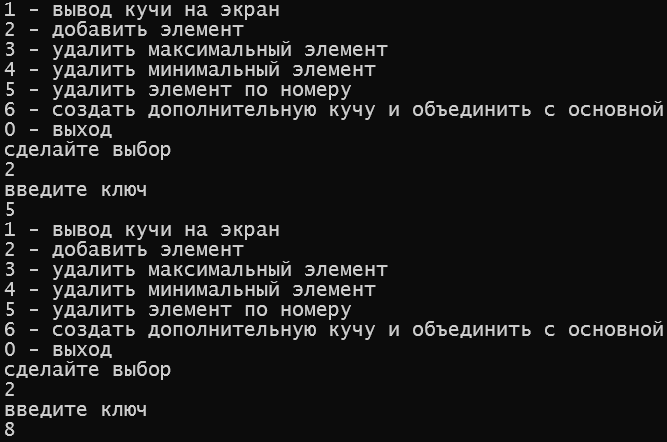 1 - вывод кучи на экран
2 - добавить элемент
3 - удалить максимальный элемент
4 - удалить минимальный элемент
5 - удалить элемент по номеру
6 - создать дополнительную кучу и объединить с основной
0 - выход
сделайте выбор
2
введите ключ
5
1 - вывод кучи на экран
2 - добавить элемент
3 - удалить максимальный элемент
4 - удалить минимальный элемент
5 - удалить элемент по номеру
6 - создать дополнительную кучу и объединить с основной
0 - выход
сделайте выбор
2
введите ключ
8